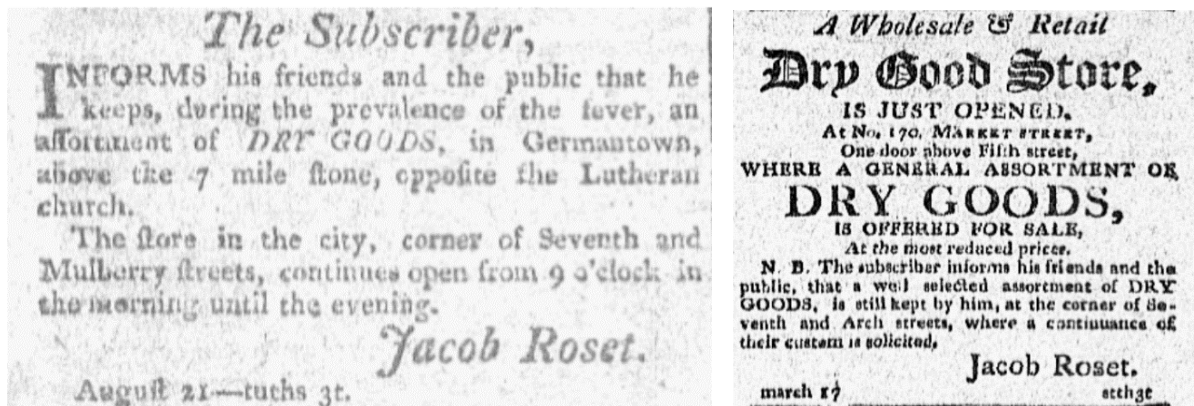 The Subscriber,
INFORMS his friends and the public that he
keeps, during the prevalence of the fever, an
aſſortment of DRY GOODS, in Germantown,
above the 7 mile ſtone, oppoſite the Lutheran
church.
The ſtore in the city, corner of Seventh and
Mulberry ſtreets, continues open from 9 o'clock in
the morning until the evening.
Jacob Roset.
Auguſt 21—tuths 3t.
A Wholesale & Retail
Dry Good Store,
IS JUST OPENED,
At No. 170, MARKET STREET,
One door above Fifth street,
WHERE A GENERAL ASSORTMENT OF
DRY GOODS,
IS OFFERED FOR SALE,
At the most reduced prices.
N. B. The subscriber informs his friends and the
public, that a well selected assortment of DRY
GOODS, is still kept by him, at the corner of Se-
venth and Arch streets, where a continuance of
their custom is solicited,
Jacob Roset.
march 17 stth3t